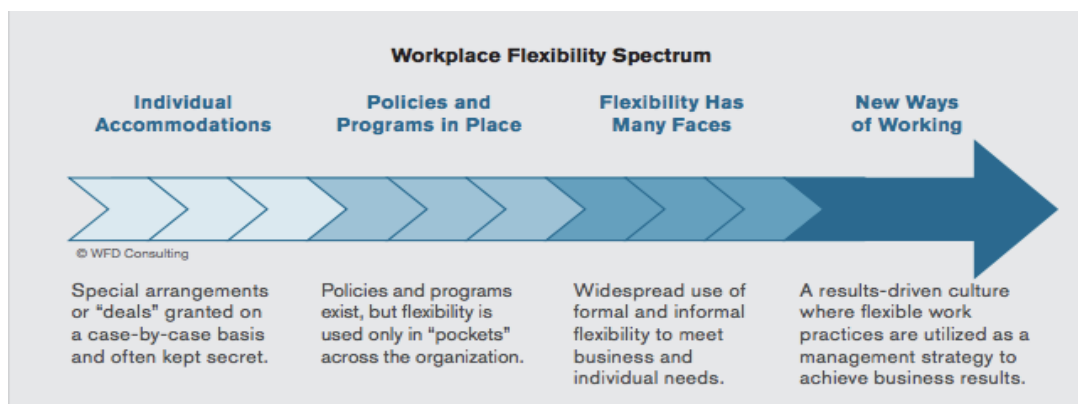 Workplace Flexibility Spectrum
Individual
Accommodations
Policies and
Programs in Place
Flexibility Has
Many Faces
New Ways
of Working
© WFD Consulting
Special arrangements
or “deals” granted on
a case-by-case basis
and often kept secret.
Policies and programs
exist, but flexibility is
used only in “pockets”
across the organization.
Widespread use of
formal and informal
flexibility to meet
business and
individual needs.
A results-driven culture
where flexible work
practices are utilized as a
management strategy to
achieve business results.